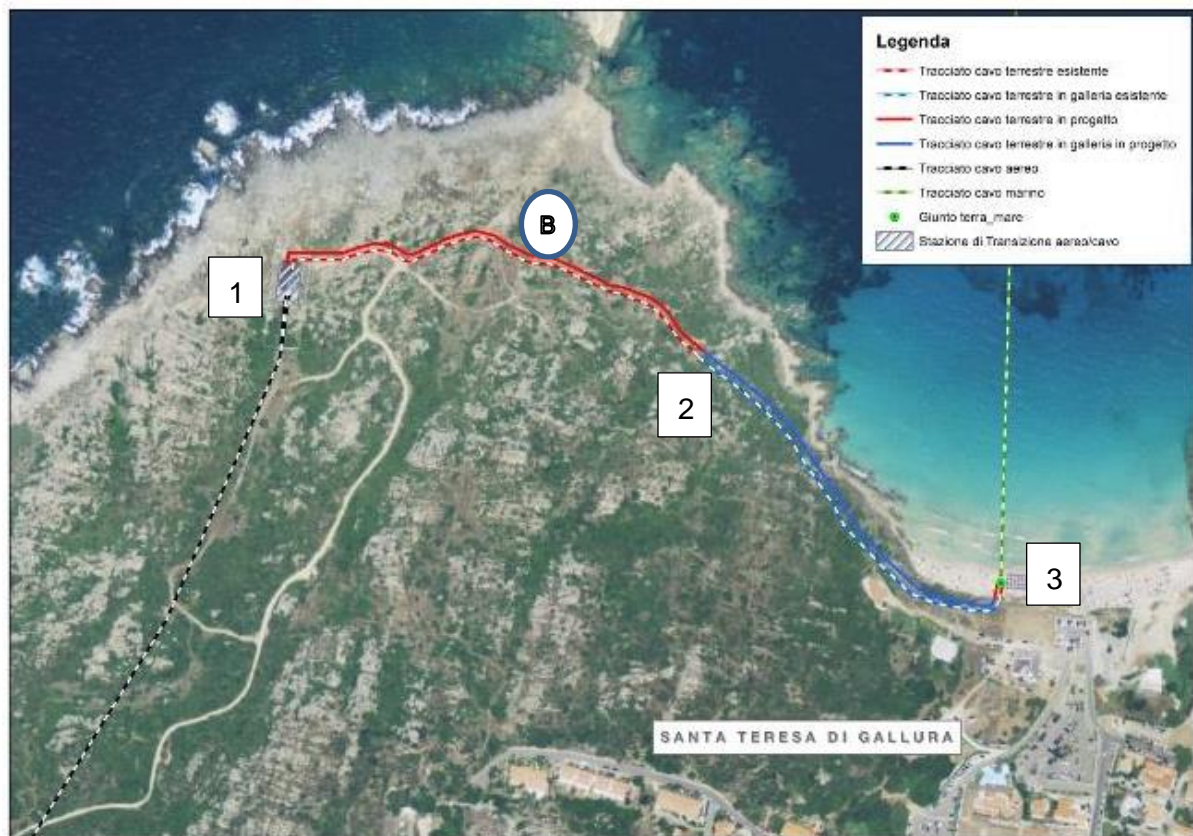 Legenda
Tracciato cavo terrestre esistente
Tracciato cavo terrestre in galleria esistente
Tracciato cavo terrestre in progetto
Tracciato cavo terrestre in galleria in progetto
Tracciato cavo aereo
Tracciato cavo marino
Giunto terra_mare
Stazione di Transizione aereo/cavo
B
1
2
3
SANTA TERESA DI GALLURA